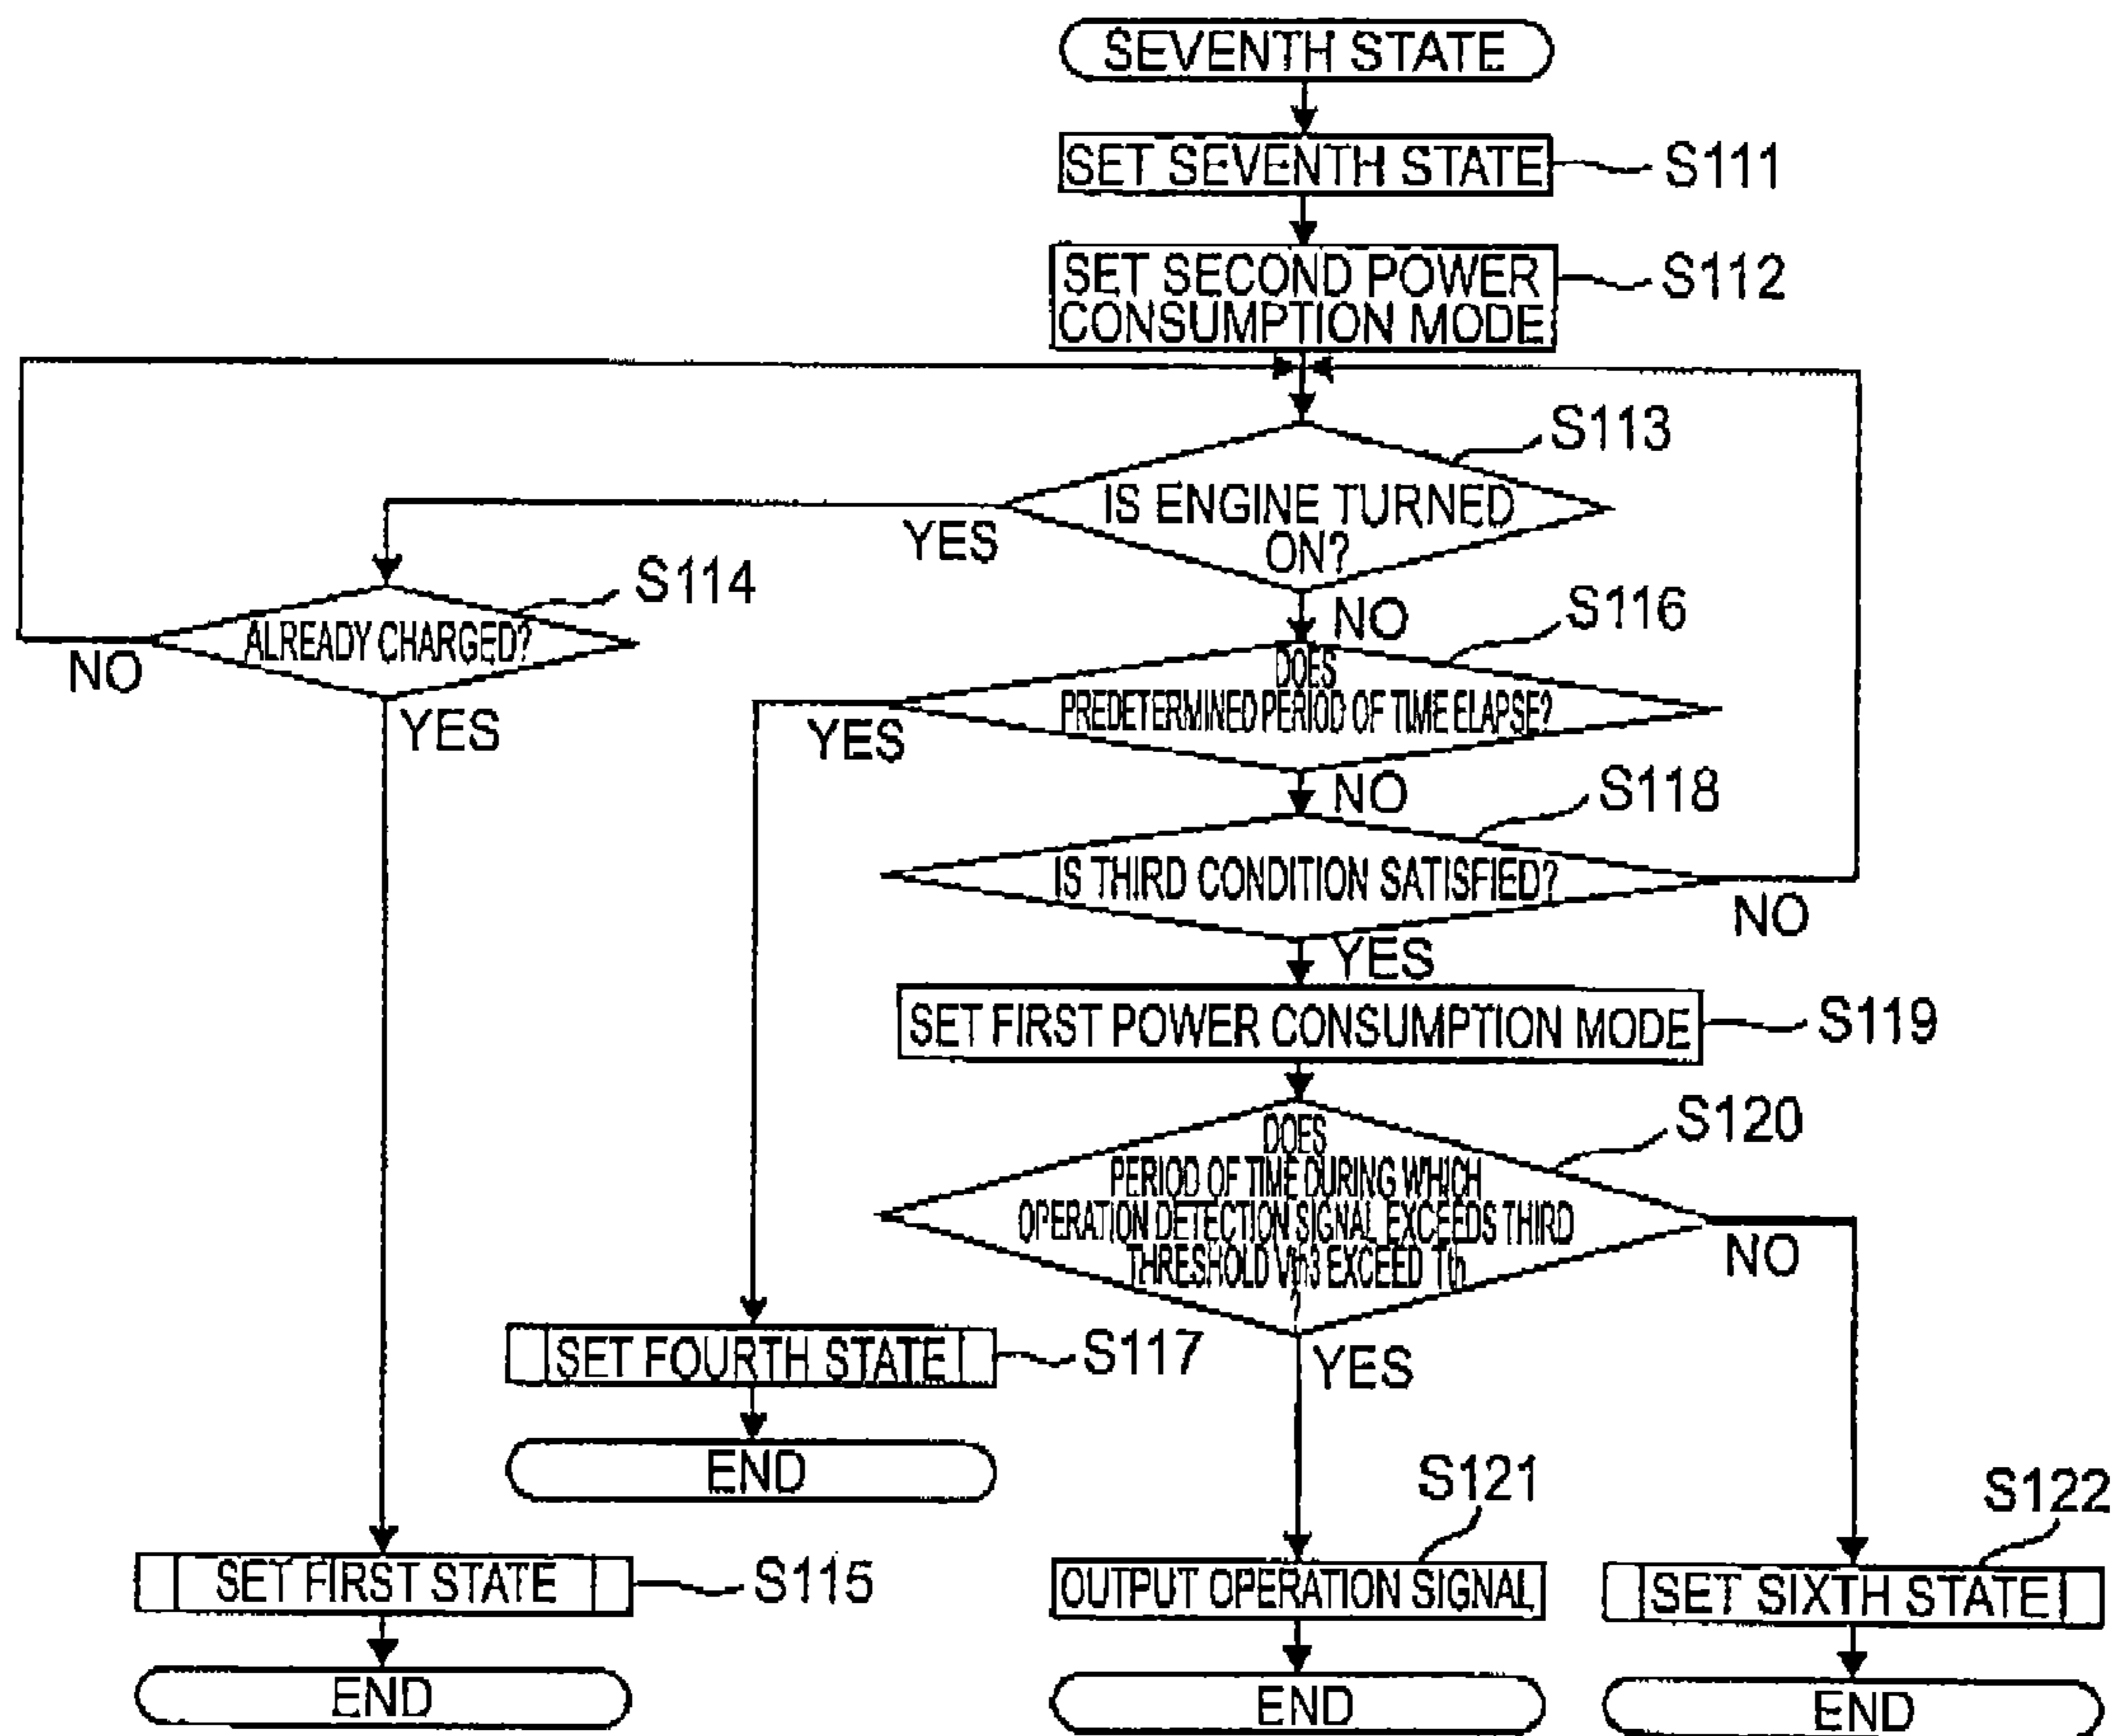 SEVENTH STATE
SET SEVENTH STATE
S111
SET SECOND POWER
CONSUMPTION MODE
S112
S113
IS ENGINE TURNED
ON?
YES
NO
S114
ALREADY CHARGED?
NO
YES
S116
DOES
PREDETERMINED PERIOD OF TIME ELAPSE?
YES
NO
S118
IS THIRD CONDITION SATISFIED?
NO
YES
SET FIRST POWER CONSUMPTION MODE
S119
S120
DOES
PERIOD OF TIME DURING WHICH
OPERATION DETECTION SIGNAL EXCEEDS THIRD
THRESHOLD Vth3 EXCEED Tth
?
NO
YES
SET FOURTH STATE
S117
END
S121
S122
SET FIRST STATE
S115
OUTPUT OPERATION SIGNAL
SET SIXTH STATE
END
END
END